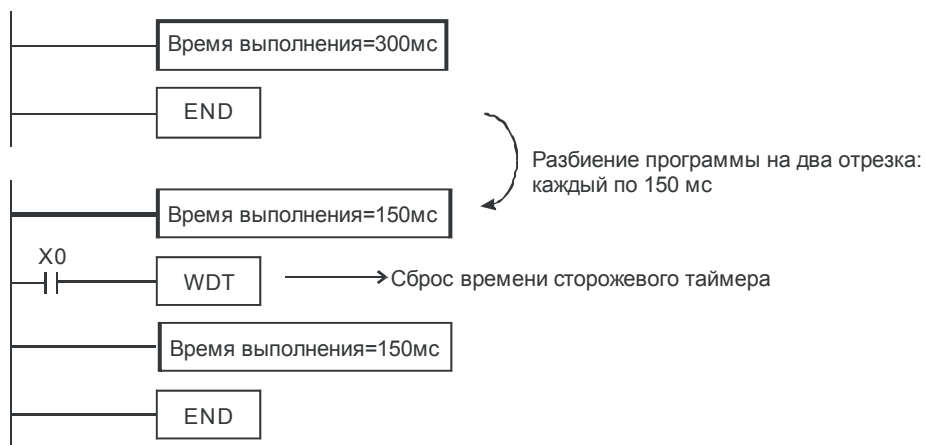 Время выполнения=300мс
END
Разбиение программы на два отрезка:
каждый по 150 мс
Время выполнения=150мс
X0
WDT
Сброс времени сторожевого таймера
Время выполнения=150мс
END